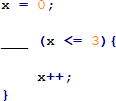 x = 0;
___ (x <= 3){
x++;
}